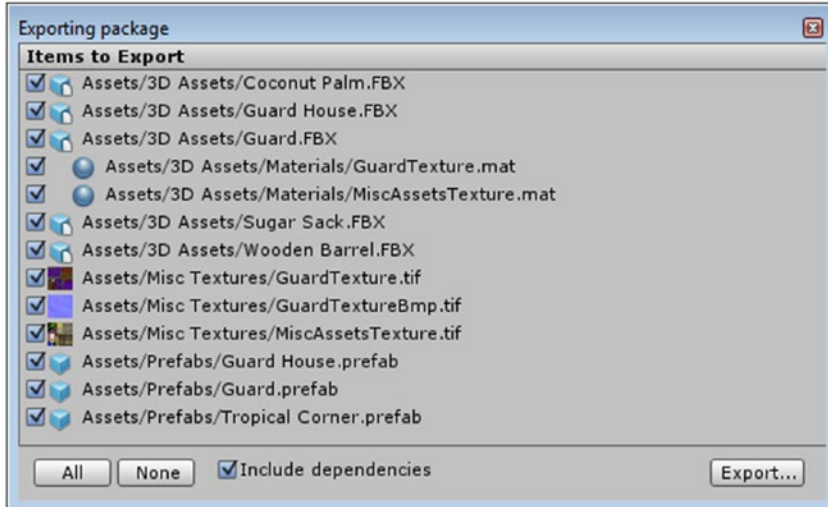 Exporting package
Items to Export
Assets/3D Assets/Coconut Palm.FBX
Assets/3D Assets/Guard House.FBX
Assets/3D Assets/Guard.FBX
Assets/3D Assets/Materials/GuardTexture.mat
Assets/3D Assets/Materials/MiscAssetsTexture.mat
Assets/3D Assets/Sugar Sack.FBX
Assets/3D Assets/Wooden Barrel.FBX
Assets/Misc Textures/GuardTexture.tif
Assets/Misc Textures/GuardTextureBmp.tif
Assets/Misc Textures/MiscAssetsTexture.tif
Assets/Prefabs/Guard House.prefab
Assets/Prefabs/Guard.prefab
Assets/Prefabs/Tropical Corner.prefab
All None Include dependencies Export...